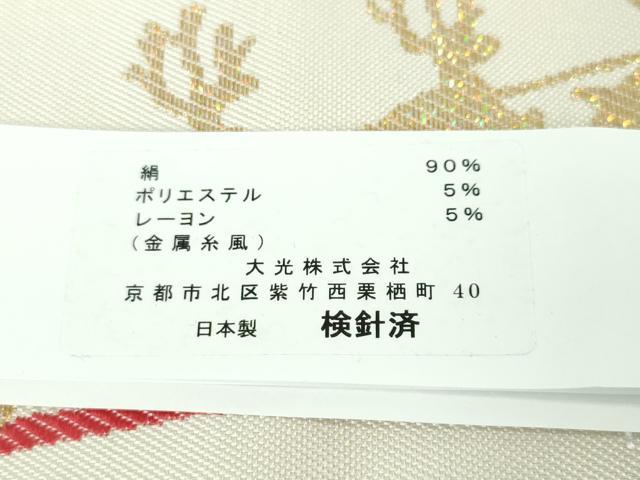 絹 90%
ポリエステル 5%
レーヨン 5%
(金属糸風)
大光株式会社
京都市北区紫竹西栗栖町 40
日本製 検針済